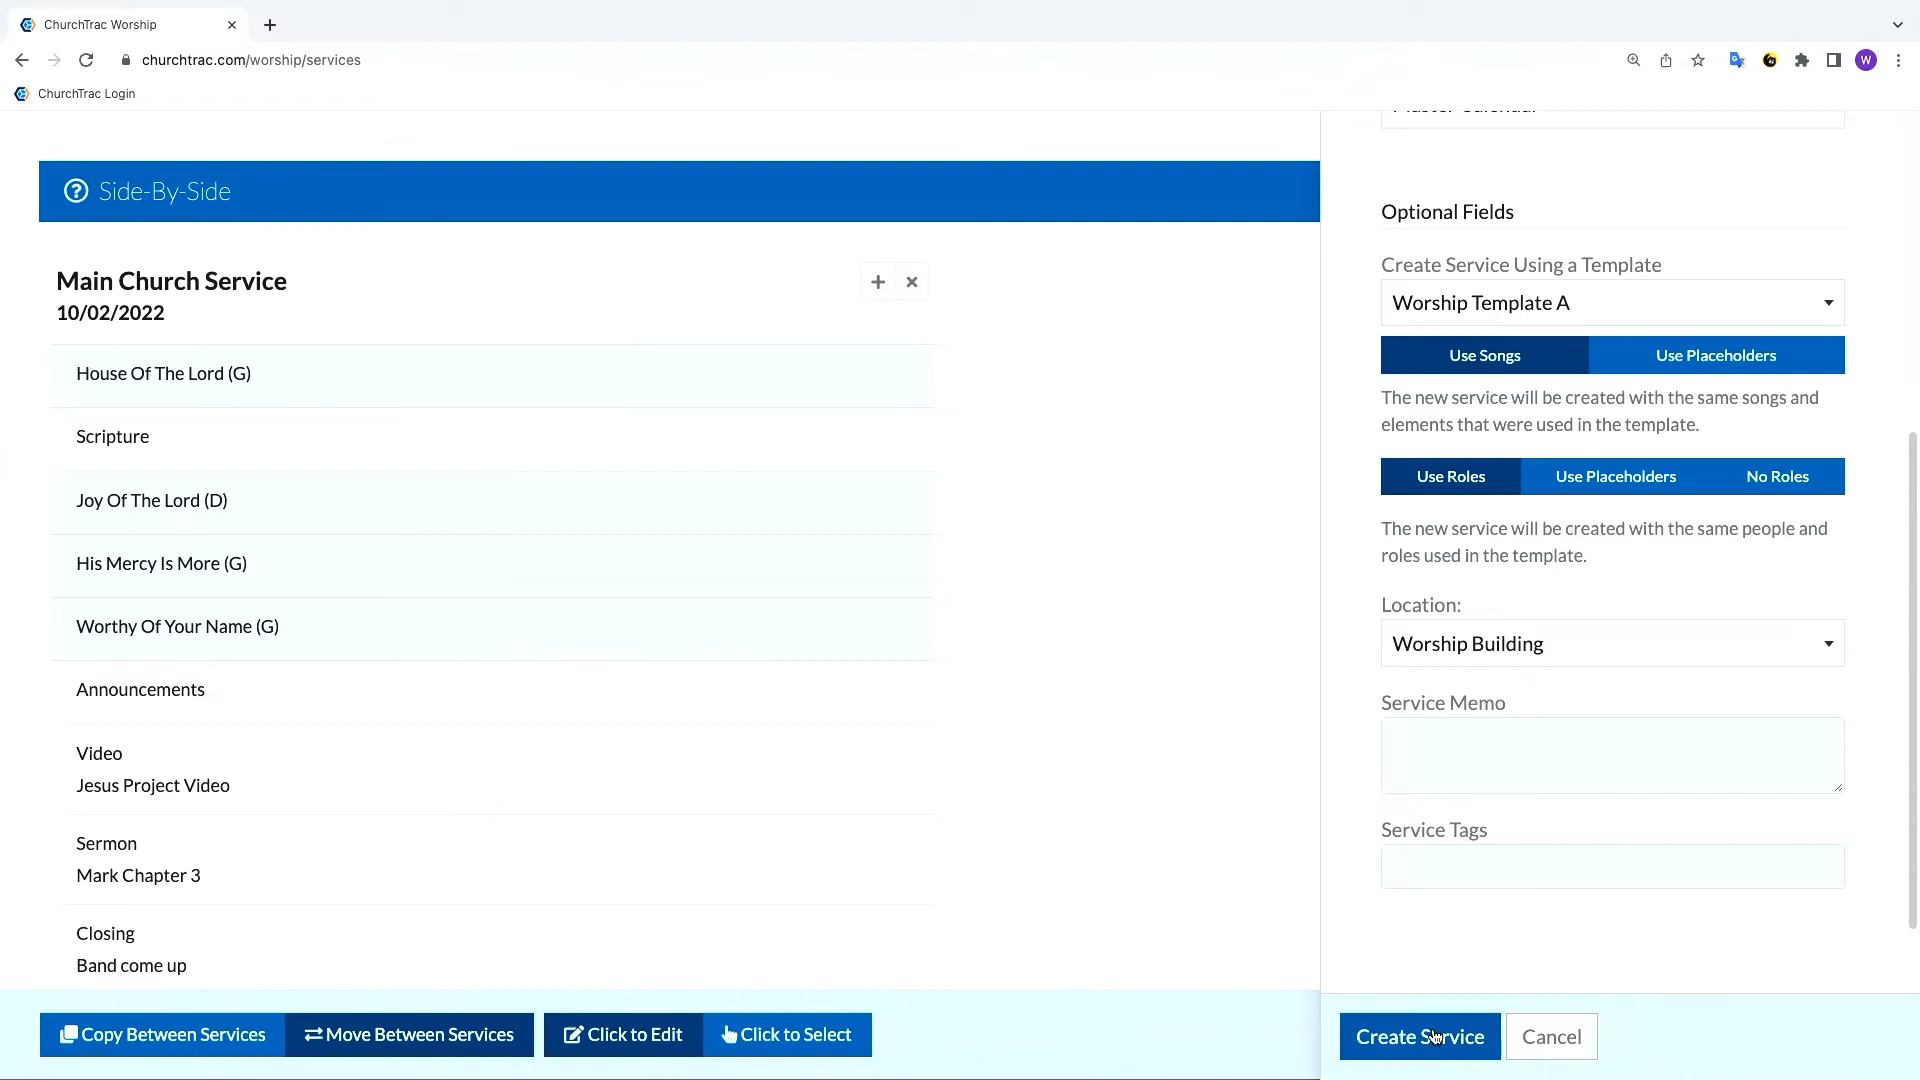 ChurchTrac Worship
churchtrac.com/worship/services
W
ChurchTrac Login
Side-By-Side
Main Church Service
10/02/2022
House Of The Lord (G)
Scripture
Joy Of The Lord (D)
His Mercy Is More (G)
Worthy Of Your Name (G)
Announcements
Video
Jesus Project Video
Sermon
Mark Chapter 3
Closing
Band come up
Copy Between Services
Move Between Services
Click to Edit
Click to Select
Optional Fields
Create Service Using a Template
Worship Template A
Use Songs
Use Placeholders
The new service will be created with the same songs and
elements that were used in the template.
Use Roles
Use Placeholders
No Roles
The new service will be created with the same people and
roles used in the template.
Location:
Worship Building
Service Memo
Service Tags
Create Service
Cancel